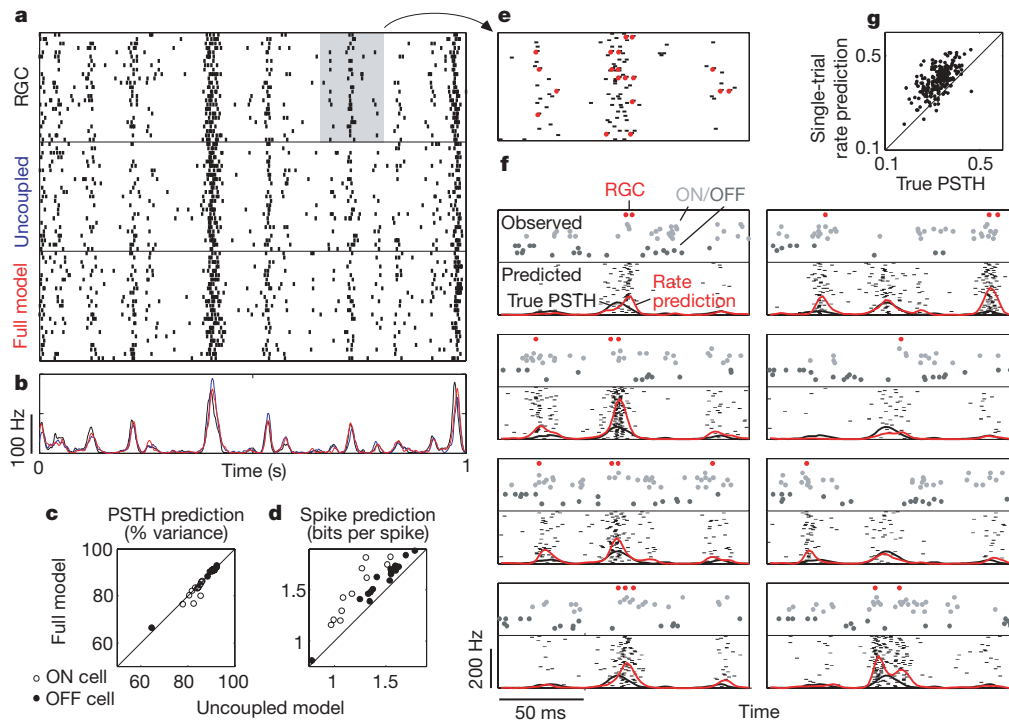 a
RGC
Uncoupled
Full model
b
100 Hz
0
Time (s)
1
c
PSTH prediction
(% variance)
Full model
100
80
60
60
80
100
ON cell
OFF cell
d
Spike prediction
(bits per spike)
1.5
1
1
1.5
Uncoupled model
e
g
Single-trial
rate prediction
0.5
0.1
0.1
0.5
True PSTH
f
RGC
ON/OFF
Observed
Predicted
True PSTH
Rate
prediction
200 Hz
50 ms
Time